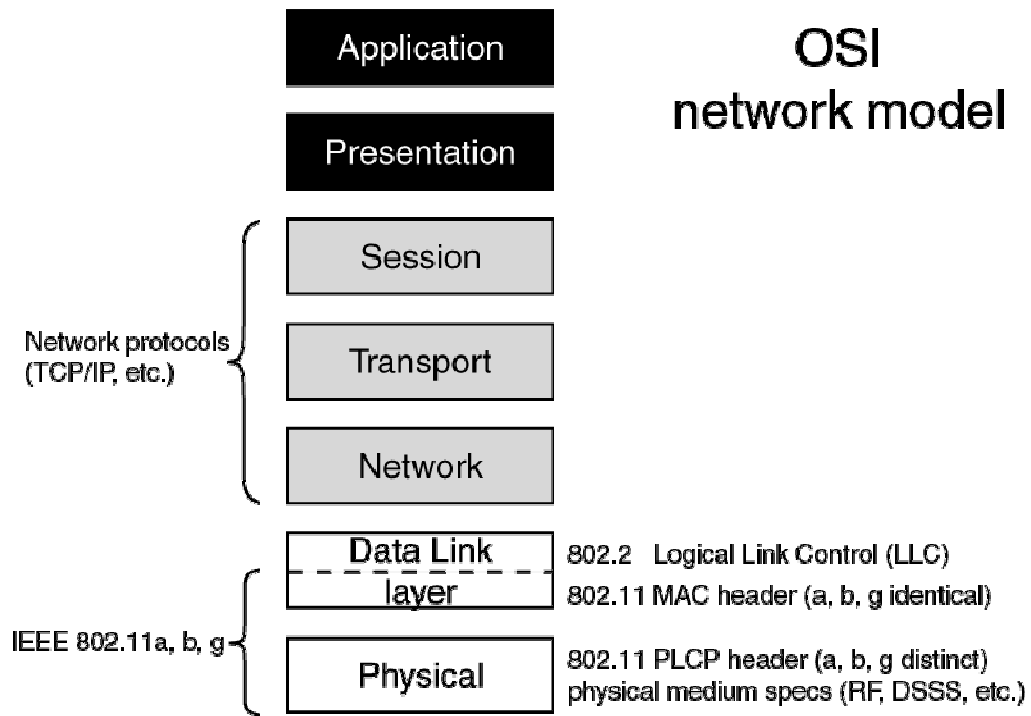 OSI
network model
Application
Presentation
Session
Network protocols
(TCP/IP, etc.)
Transport
Network
Data Link
layer
802.2 Logical Link Control (LLC)
802.11 MAC header (a, b, g identical)
IEEE 802.11a, b, g
Physical
802.11 PLCP header (a, b, g distinct)
physical medium specs (RF, DSSS, etc.)